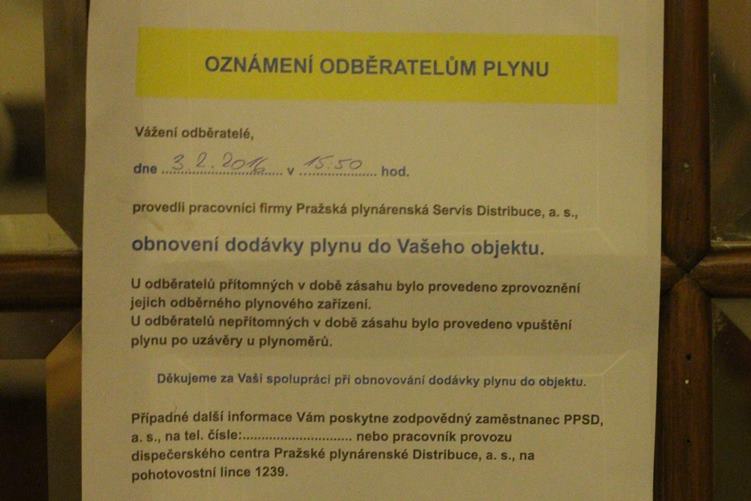 OZNÁMENÍ ODBĚRATELŮM PLYNU
Vážení odběratelé,
dne 3.2.2016 v 15.50 hod.
provedli pracovníci firmy Pražská plynárenská Servis Distribuce, a. s.,
obnovení dodávky plynu do Vašeho objektu.
U odběratelů přítomných v době zásahu bylo provedeno zprovoznění
jejich odběrného plynového zařízení.
U odběratelů nepřítomných v době zásahu bylo provedeno vpuštění
plynu po uzávěry u plynoměrů.
Děkujeme za Vaši spolupráci při obnovování dodávky plynu do objektu.
Případné další informace Vám poskytne zodpovědný zaměstnanec PPSD,
a. s., na tel. čísle:.............................. nebo pracovník provozu
dispečerského centra Pražské plynárenské Distribuce, a. s., na
pohotovostní lince 1239.